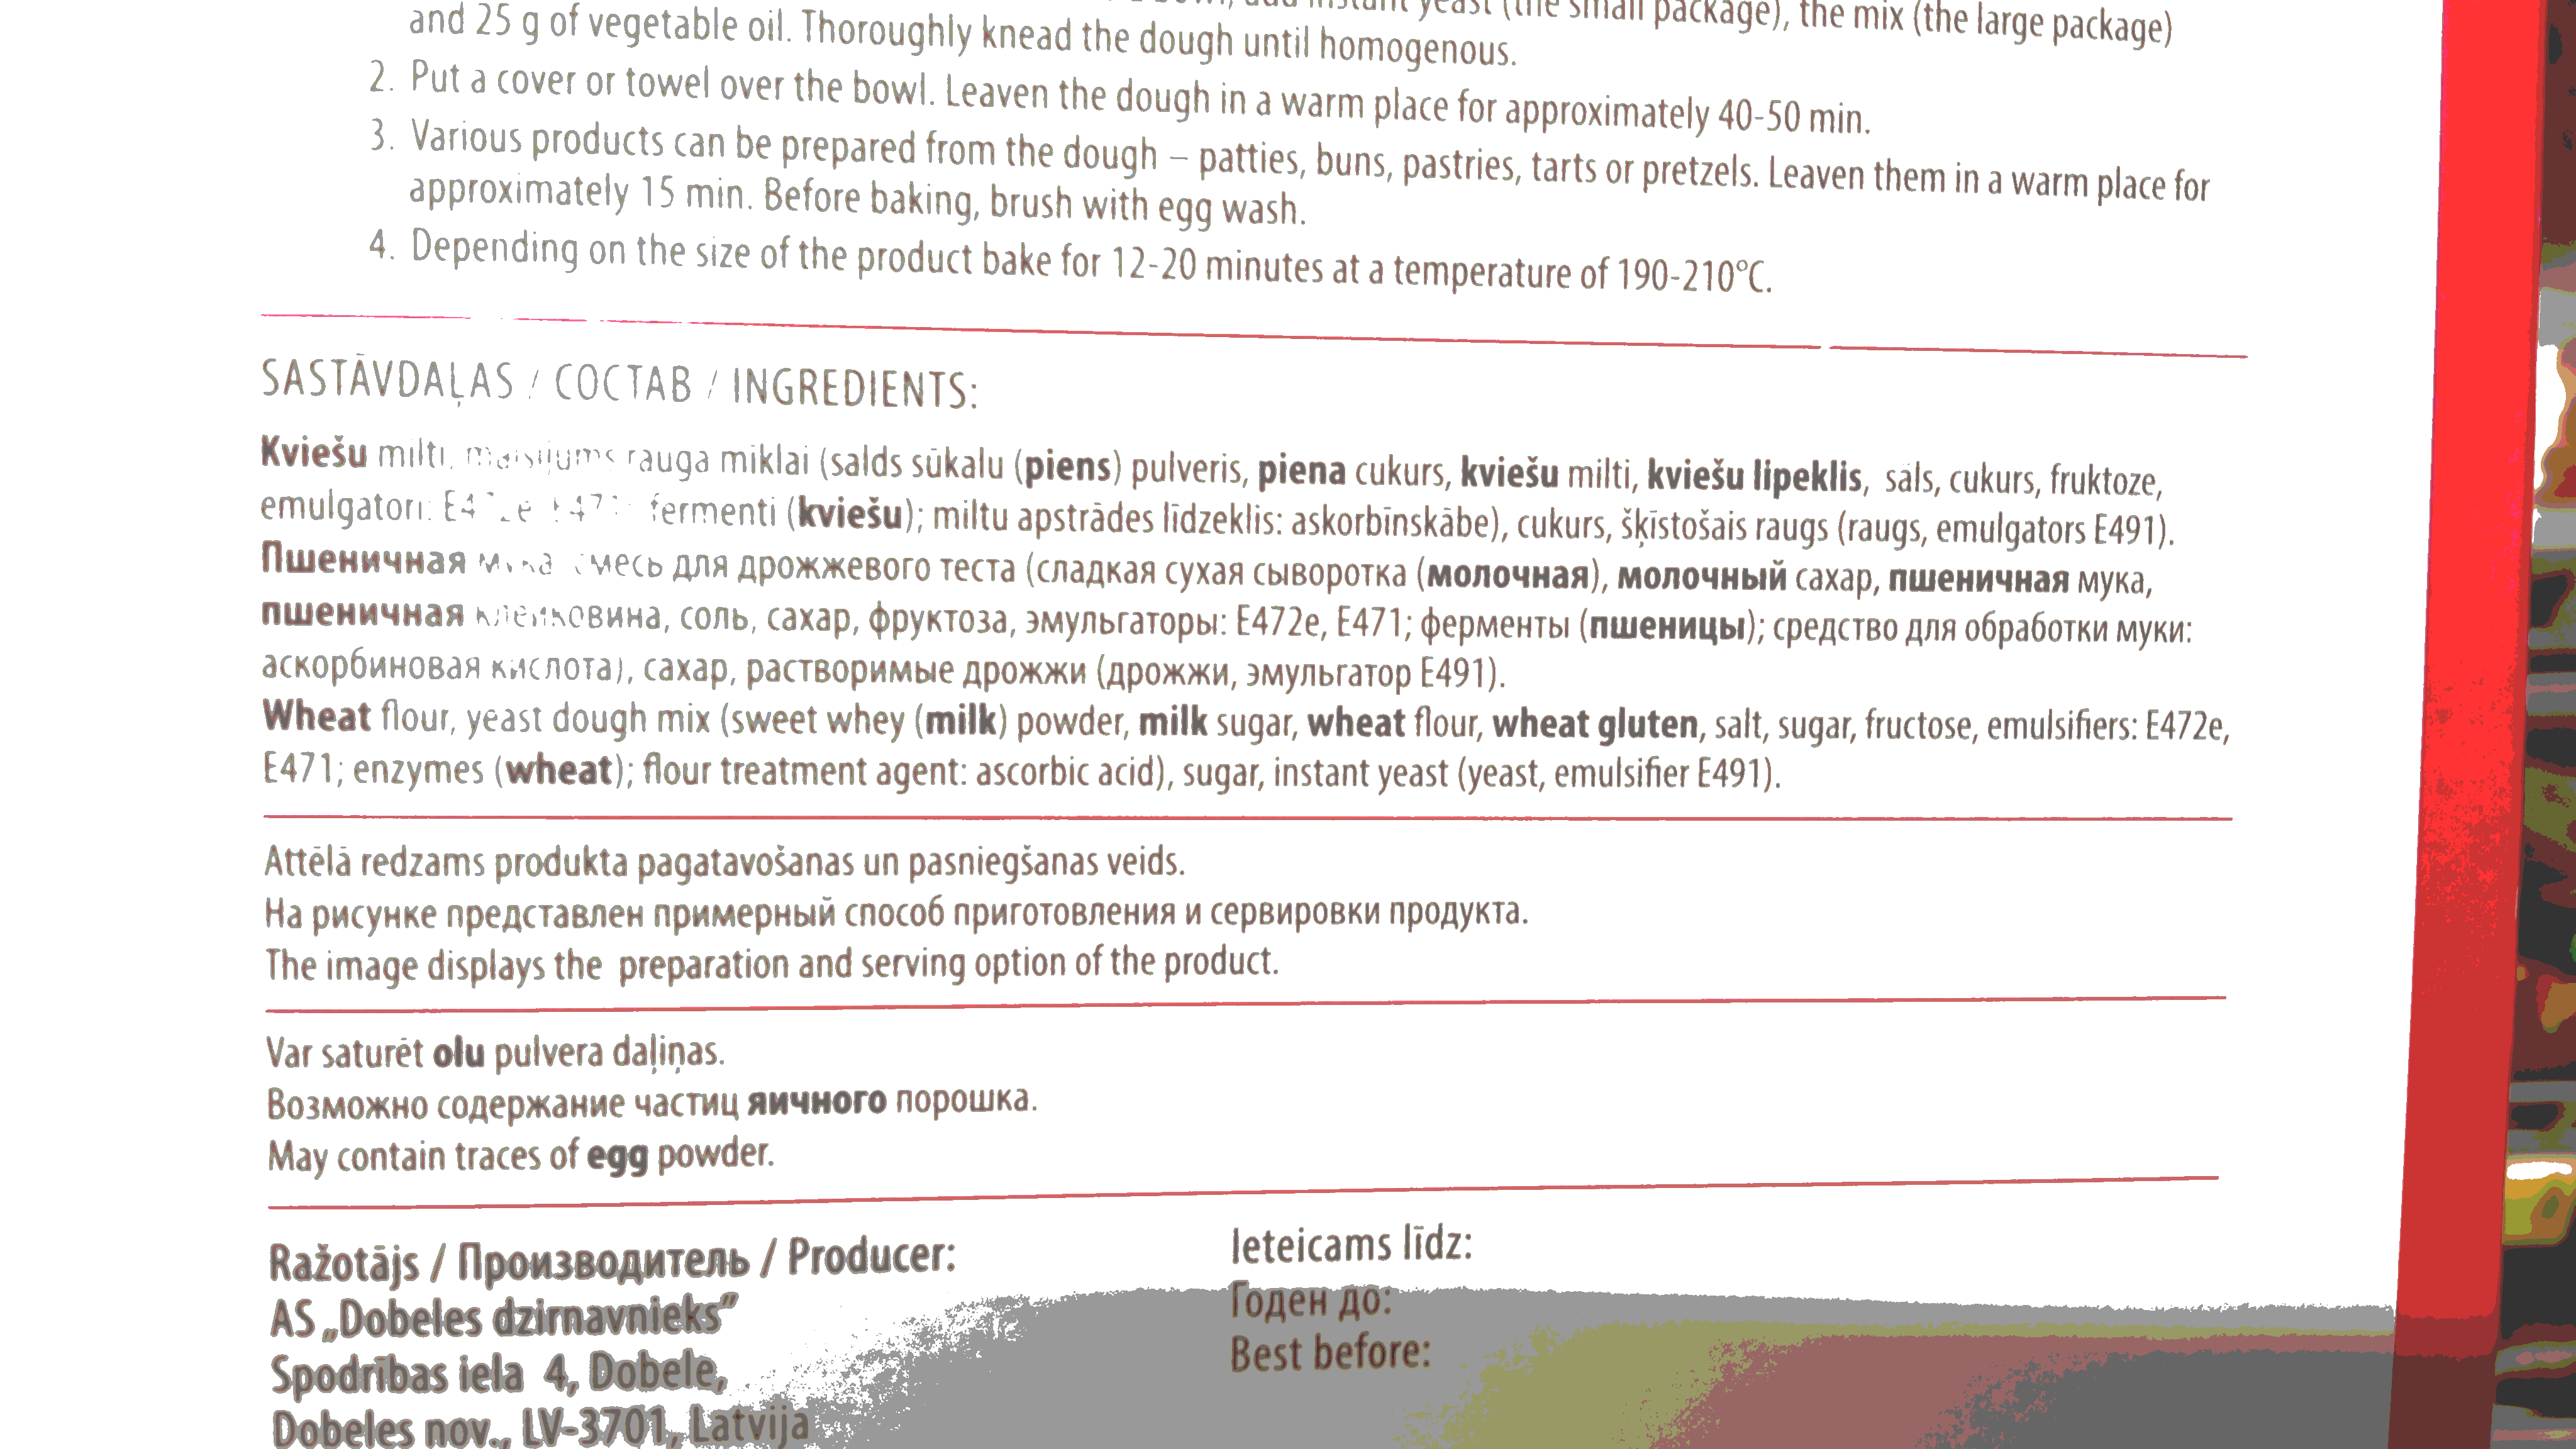 instant yeast (the small package), the mix (the large package)
and 25 g of vegetable oil. Thoroughly knead the dough until homogenous.
2. Put a cover or towel over the bowl. Leaven the dough in a warm place for approximately 40-50 min.
3. Various products can be prepared from the dough – patties, buns, pastries, tarts or pretzels. Leaven them in a warm place for
approximately 15 min. Before baking, brush with egg wash.
4. Depending on the size of the product bake for 12-20 minutes at a temperature of 190-210°C.
SASTĀVDAĻAS / СОСТАВ / INGREDIENTS:
Kviešu milti, maisījums rauga mīklai (salds sūkalu (piens) pulveris, piena cukurs, kviešu milti, kviešu lipeklis, sāls, cukurs, fruktoze,
emulgatori: fermenti (kviešu); miltu apstrādes līdzeklis: askorbīnskābe), cukurs, šķīstošais raugs (raugs, emulgators E491).
Пшеничная мука, смесь для дрожжевого теста (сладкая сухая сыворотка (молочная), молочный сахар, пшеничная мука,
пшеничная клейковина, соль, сахар, фруктоза, эмульгаторы: E472e, E471; ферменты (пшеницы); средство для обработки муки:
аскорбиновая кислота), сахар, растворимые дрожжи (дрожжи, эмульгатор E491).
Wheat flour, yeast dough mix (sweet whey (milk) powder, milk sugar, wheat flour, wheat gluten, salt, sugar, fructose, emulsifiers: E472e,
E471; enzymes (wheat); flour treatment agent: ascorbic acid), sugar, instant yeast (yeast, emulsifier E491).
Attēlā redzams produkta pagatavošanas un pasniegšanas veids.
На рисунке представлен примерный способ приготовления и сервировки продукта.
The image displays the preparation and serving option of the product.
Var saturēt olu pulvera daļiņas.
Возможно содержание частиц яичного порошка.
May contain traces of egg powder.
Ražotājs / Производитель / Producer:
AS „Dobeles dzirnavnieks”
Spodrības iela 4, Dobele,
Dobeles nov., LV-3701, Latvija
Ieteicams līdz:
Годен до:
Best before: